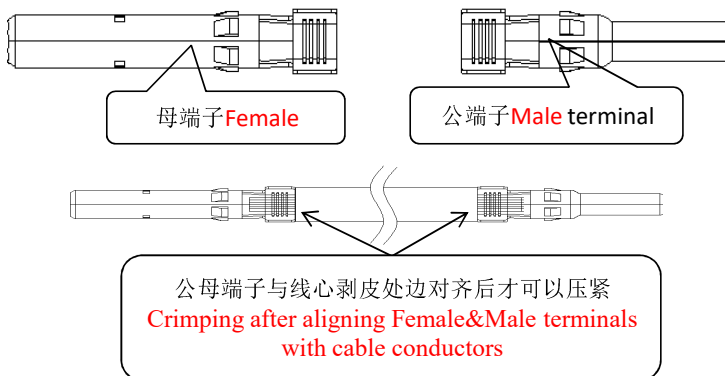 母端子Female
公端子Male terminal
公母端子与线心剥皮处边对齐后才可以压紧
Crimping after aligning Female&Male terminals
with cable conductors